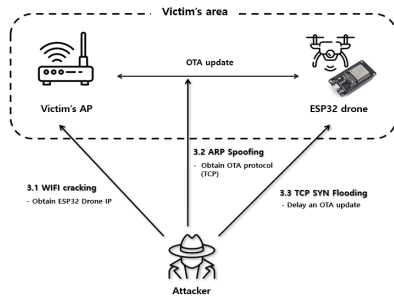 Victim's area
OTA update
Victim's AP
ESP32 drone
3.2 ARP Spoofing
- Obtain OTA protocol
(TCP)
3.1 WIFI cracking
- Obtain ESP32 Drone IP
3.3 TCP SYN Flooding
- Delay an OTA update
Attacker